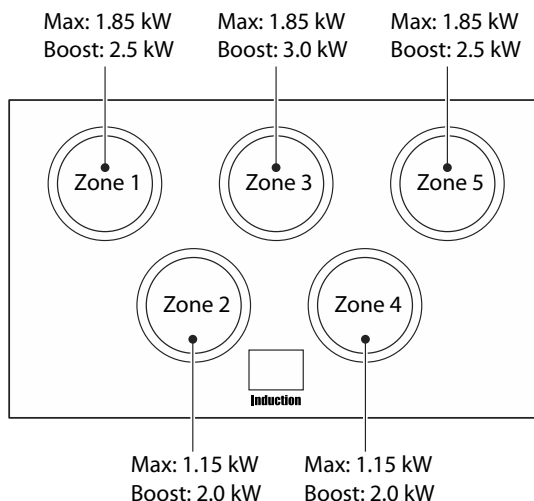 Max: 1.85 kW
Boost: 2.5 kW
Max: 1.85 kW
Boost: 3.0 kW
Max: 1.85 kW
Boost: 2.5 kW
Zone 1
Zone 3
Zone 5
Zone 2
Zone 4
Induction
Max: 1.15 kW
Boost: 2.0 kW
Max: 1.15 kW
Boost: 2.0 kW